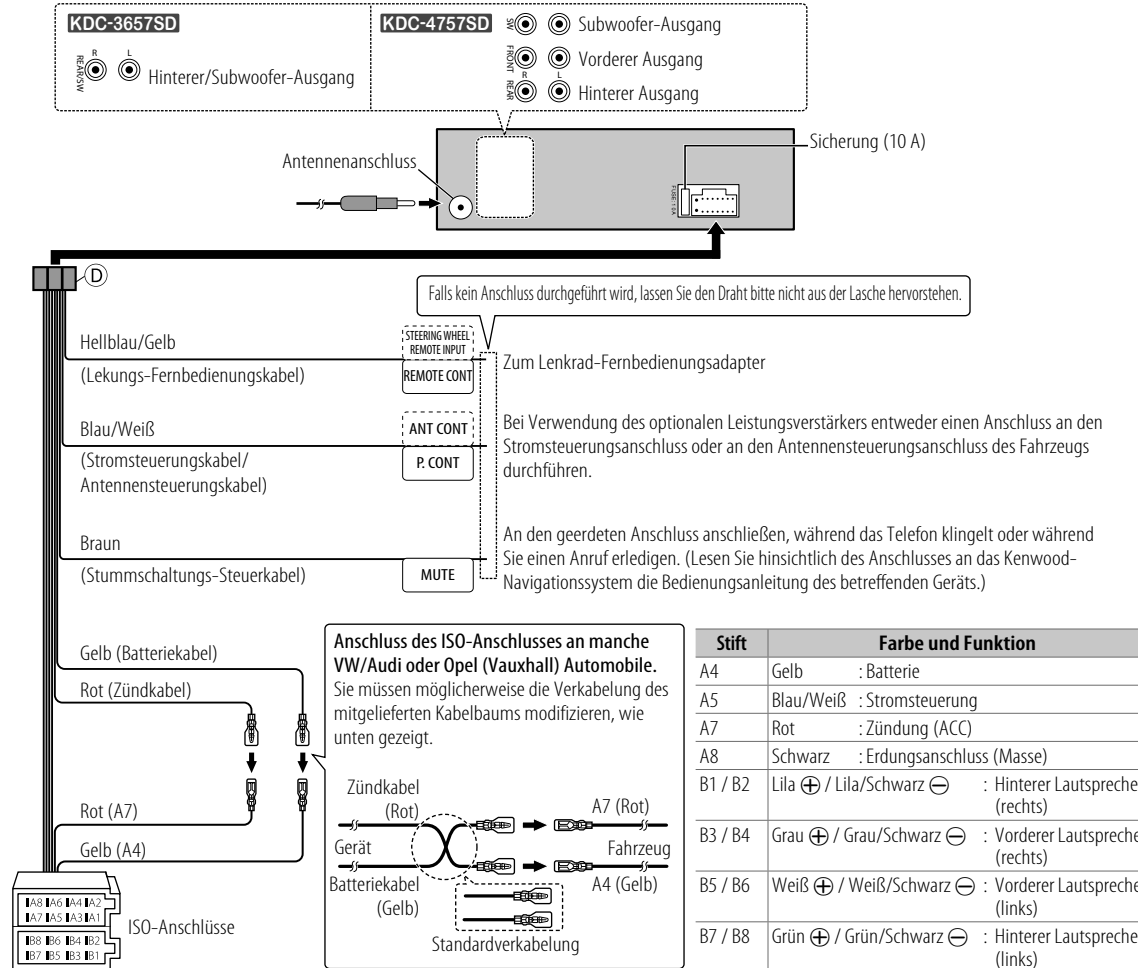 KDC-3657SD
R L
REAR/SW
Hinterer/Subwoofer-Ausgang
KDC-4757SD
SW
Subwoofer-Ausgang
FRONT
Vorderer Ausgang
R L
REAR
Hinterer Ausgang
Antennenanschluss
Sicherung (10 A)
FUSE 10A
D
Falls kein Anschluss durchgeführt wird, lassen Sie den Draht bitte nicht aus der Lasche hervorstehen.
Hellblau/Gelb
(Lekungs-Fernbedienungskabel)
STEERING WHEEL
REMOTE INPUT
REMOTE CONT
Zum Lenkrad-Fernbedienungsadapter
Blau/Weiß
(Stromsteuerungskabel/
Antennensteuerungskabel)
ANT CONT
P. CONT
Bei Verwendung des optionalen Leistungsverstärkers entweder einen Anschluss an den
Stromsteuerungsanschluss oder an den Antennensteuerungsanschluss des Fahrzeugs
durchführen.
Braun
(Stummschaltungs-Steuerkabel)
MUTE
An den geerdeten Anschluss anschließen, während das Telefon klingelt oder während
Sie einen Anruf erledigen. (Lesen Sie hinsichtlich des Anschlusses an das Kenwood-
Navigationssystem die Bedienungsanleitung des betreffenden Geräts.)
Gelb (Batteriekabel)
Rot (Zündkabel)
Rot (A7)
Gelb (A4)
A8 A6 A4 A2
A7 A5 A3 A1
B8 B6 B4 B2
B7 B5 B3 B1
ISO-Anschlüsse
Anschluss des ISO-Anschlusses an manche
VW/Audi oder Opel (Vauxhall) Automobile.
Sie müssen möglicherweise die Verkabelung des
mitgelieferten Kabelbaums modifizieren, wie
unten gezeigt.
Zündkabel
(Rot)
A7 (Rot)
Gerät
Fahrzeug
Batteriekabel
(Gelb)
A4 (Gelb)
Standardverkabelung
Stift Farbe und Funktion
A4 Gelb : Batterie
A5 Blau/Weiß : Stromsteuerung
A7 Rot : Zündung (ACC)
A8 Schwarz : Erdungsanschluss (Masse)
B1 / B2 Lila ⊕ / Lila/Schwarz ⊖ : Hinterer Lautspreche
(rechts)
B3 / B4 Grau ⊕ / Grau/Schwarz ⊖ : Vorderer Lautspreche
(rechts)
B5 / B6 Weiß ⊕ / Weiß/Schwarz ⊖ : Vorderer Lautspreche
(links)
B7 / B8 Grün ⊕ / Grün/Schwarz ⊖ : Hinterer Lautspreche
(links)